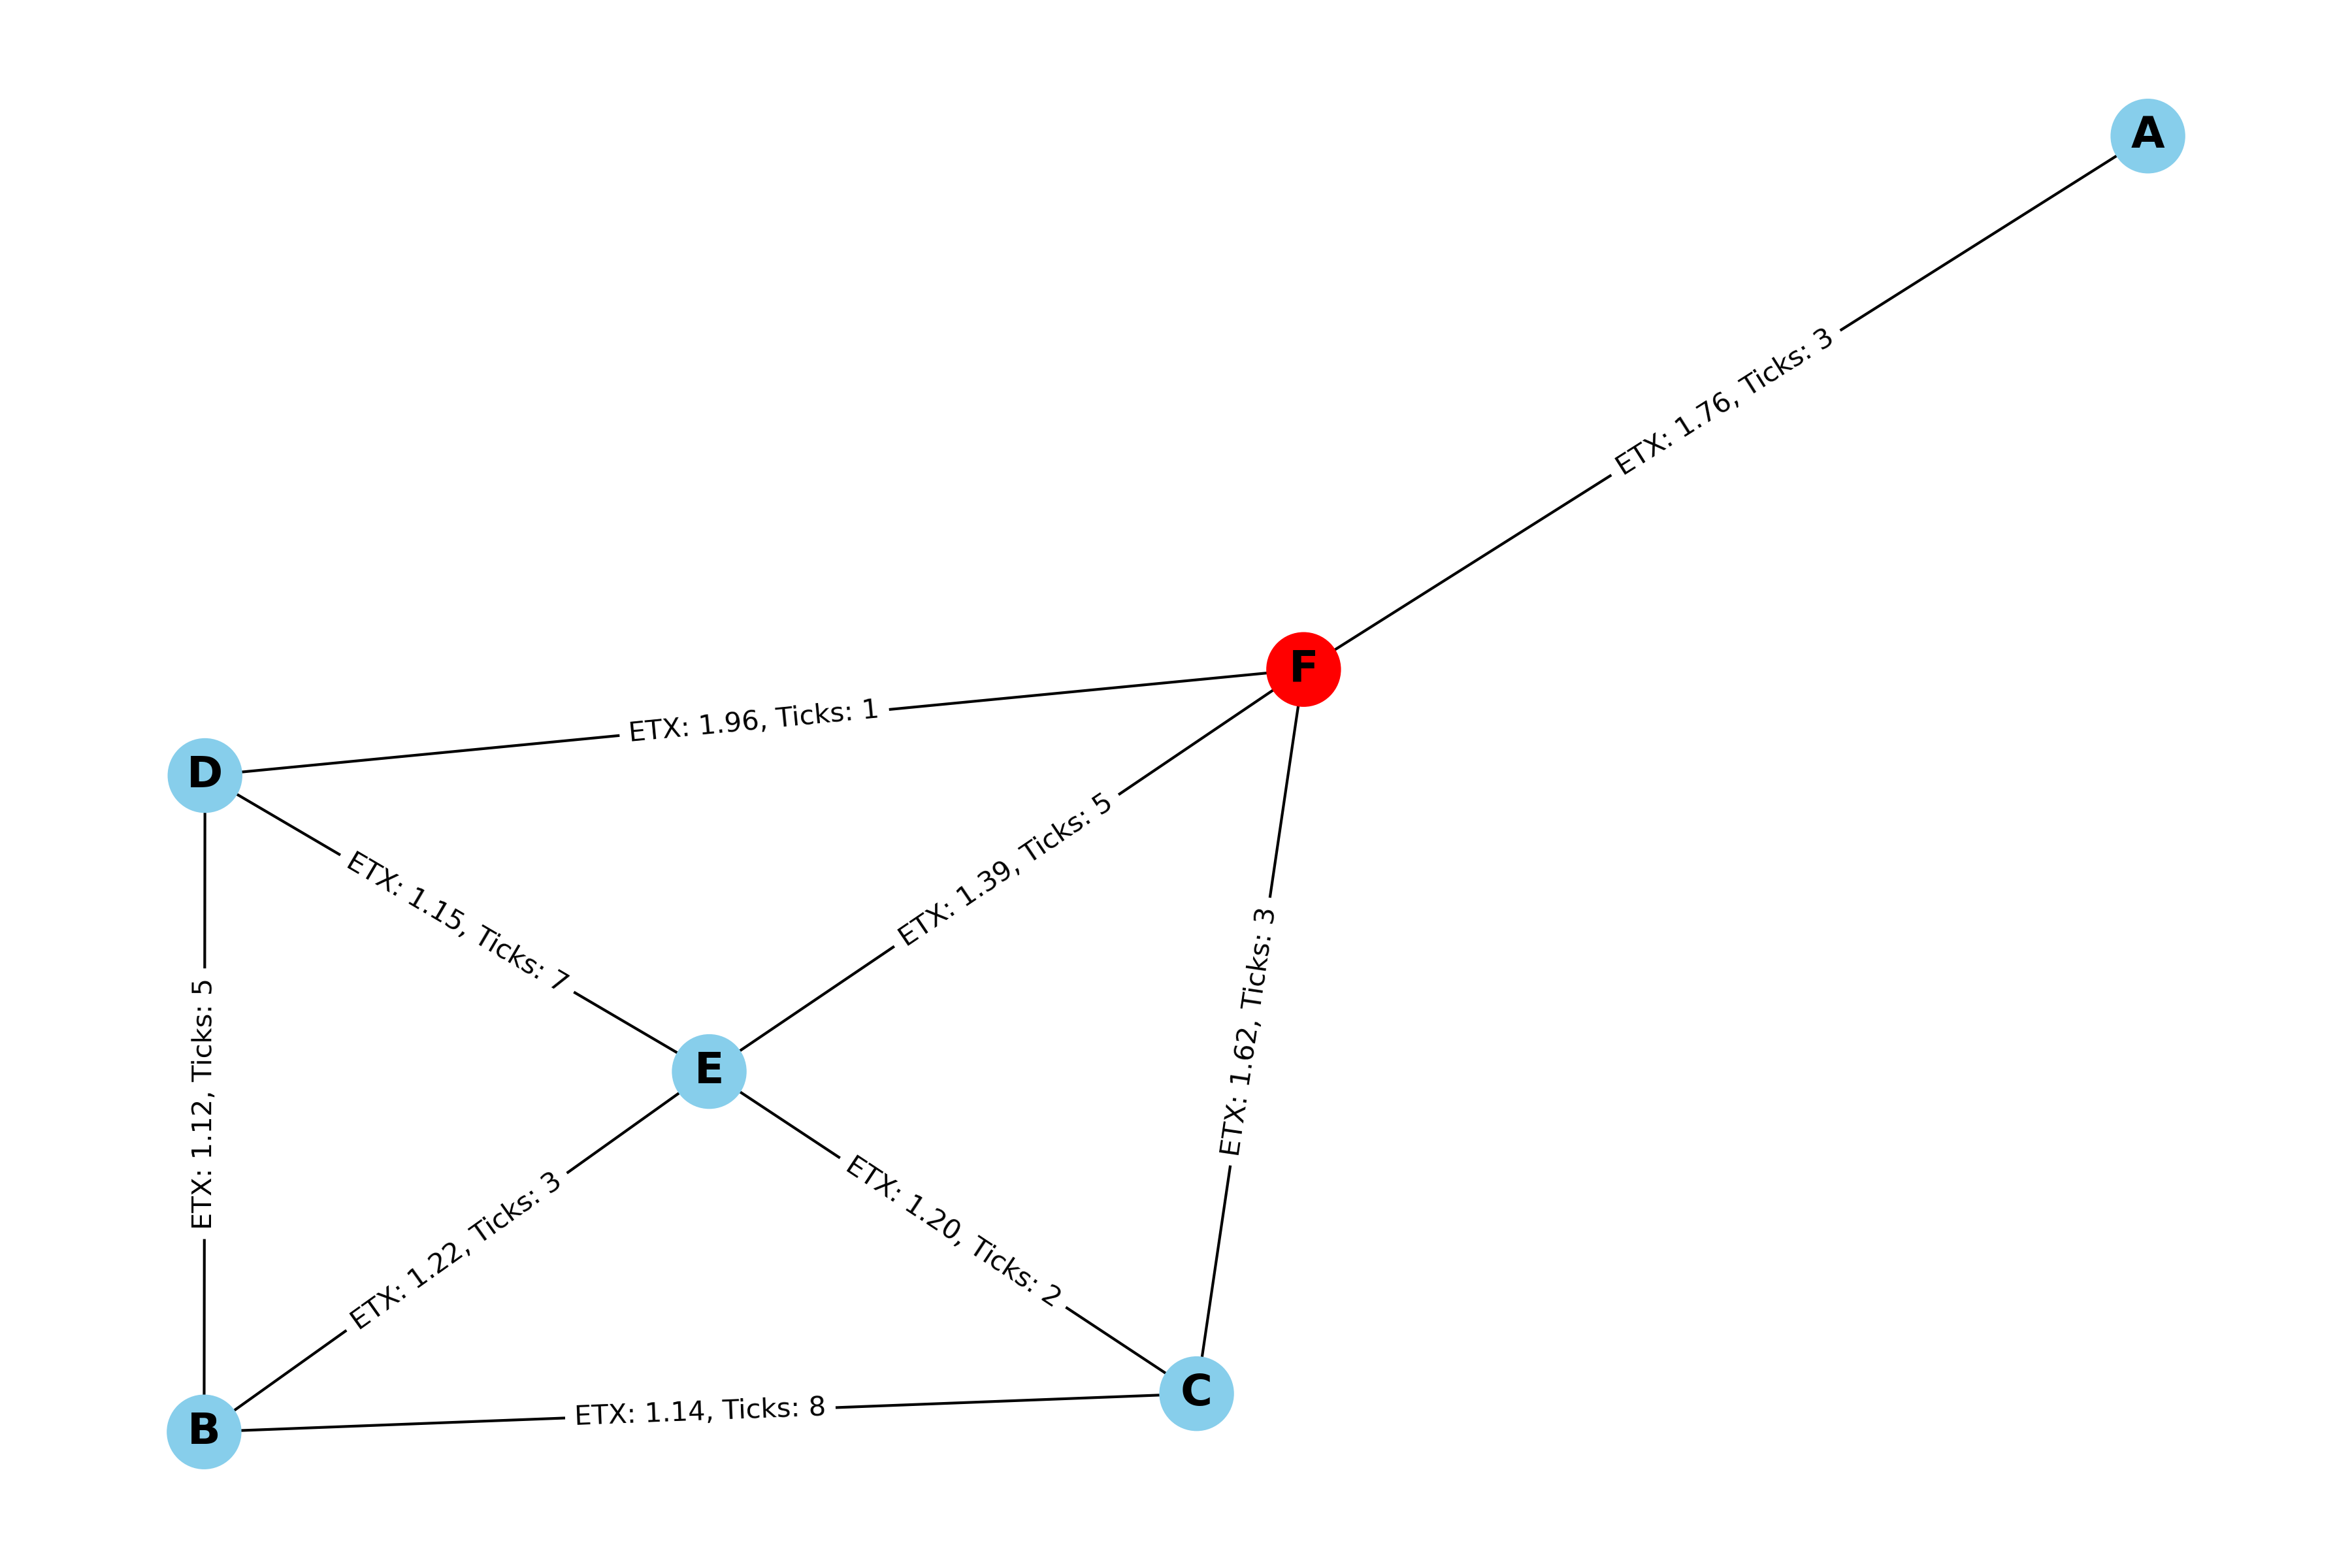 A
ETX: 1.76, Ticks: 3
F
ETX: 1.96, Ticks: 1
D
ETX: 1.39, Ticks: 5
ETX: 1.15, Ticks: 7
ETX: 1.62, Ticks: 3
E
ETX: 1.12, Ticks: 5
ETX: 1.22, Ticks: 3
ETX: 1.20, Ticks: 2
C
ETX: 1.14, Ticks: 8
B